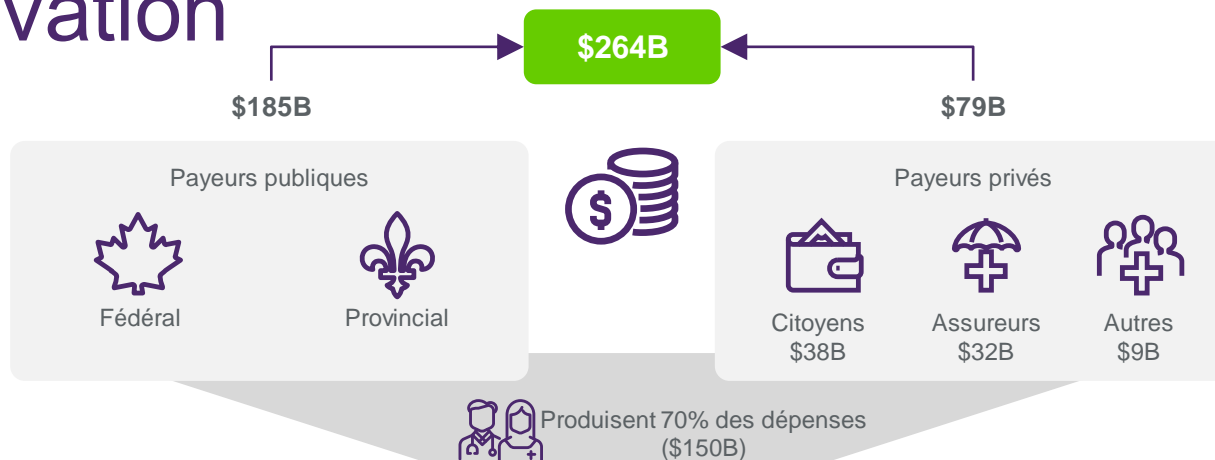 vation
$264B
$185B
$79B
Payeurs publiques
Payeurs privés
$
Fédéral
Provincial
Citoyens
$38B
Assureurs
$32B
Autres
$9B
Produisent 70% des dépenses
($150B)